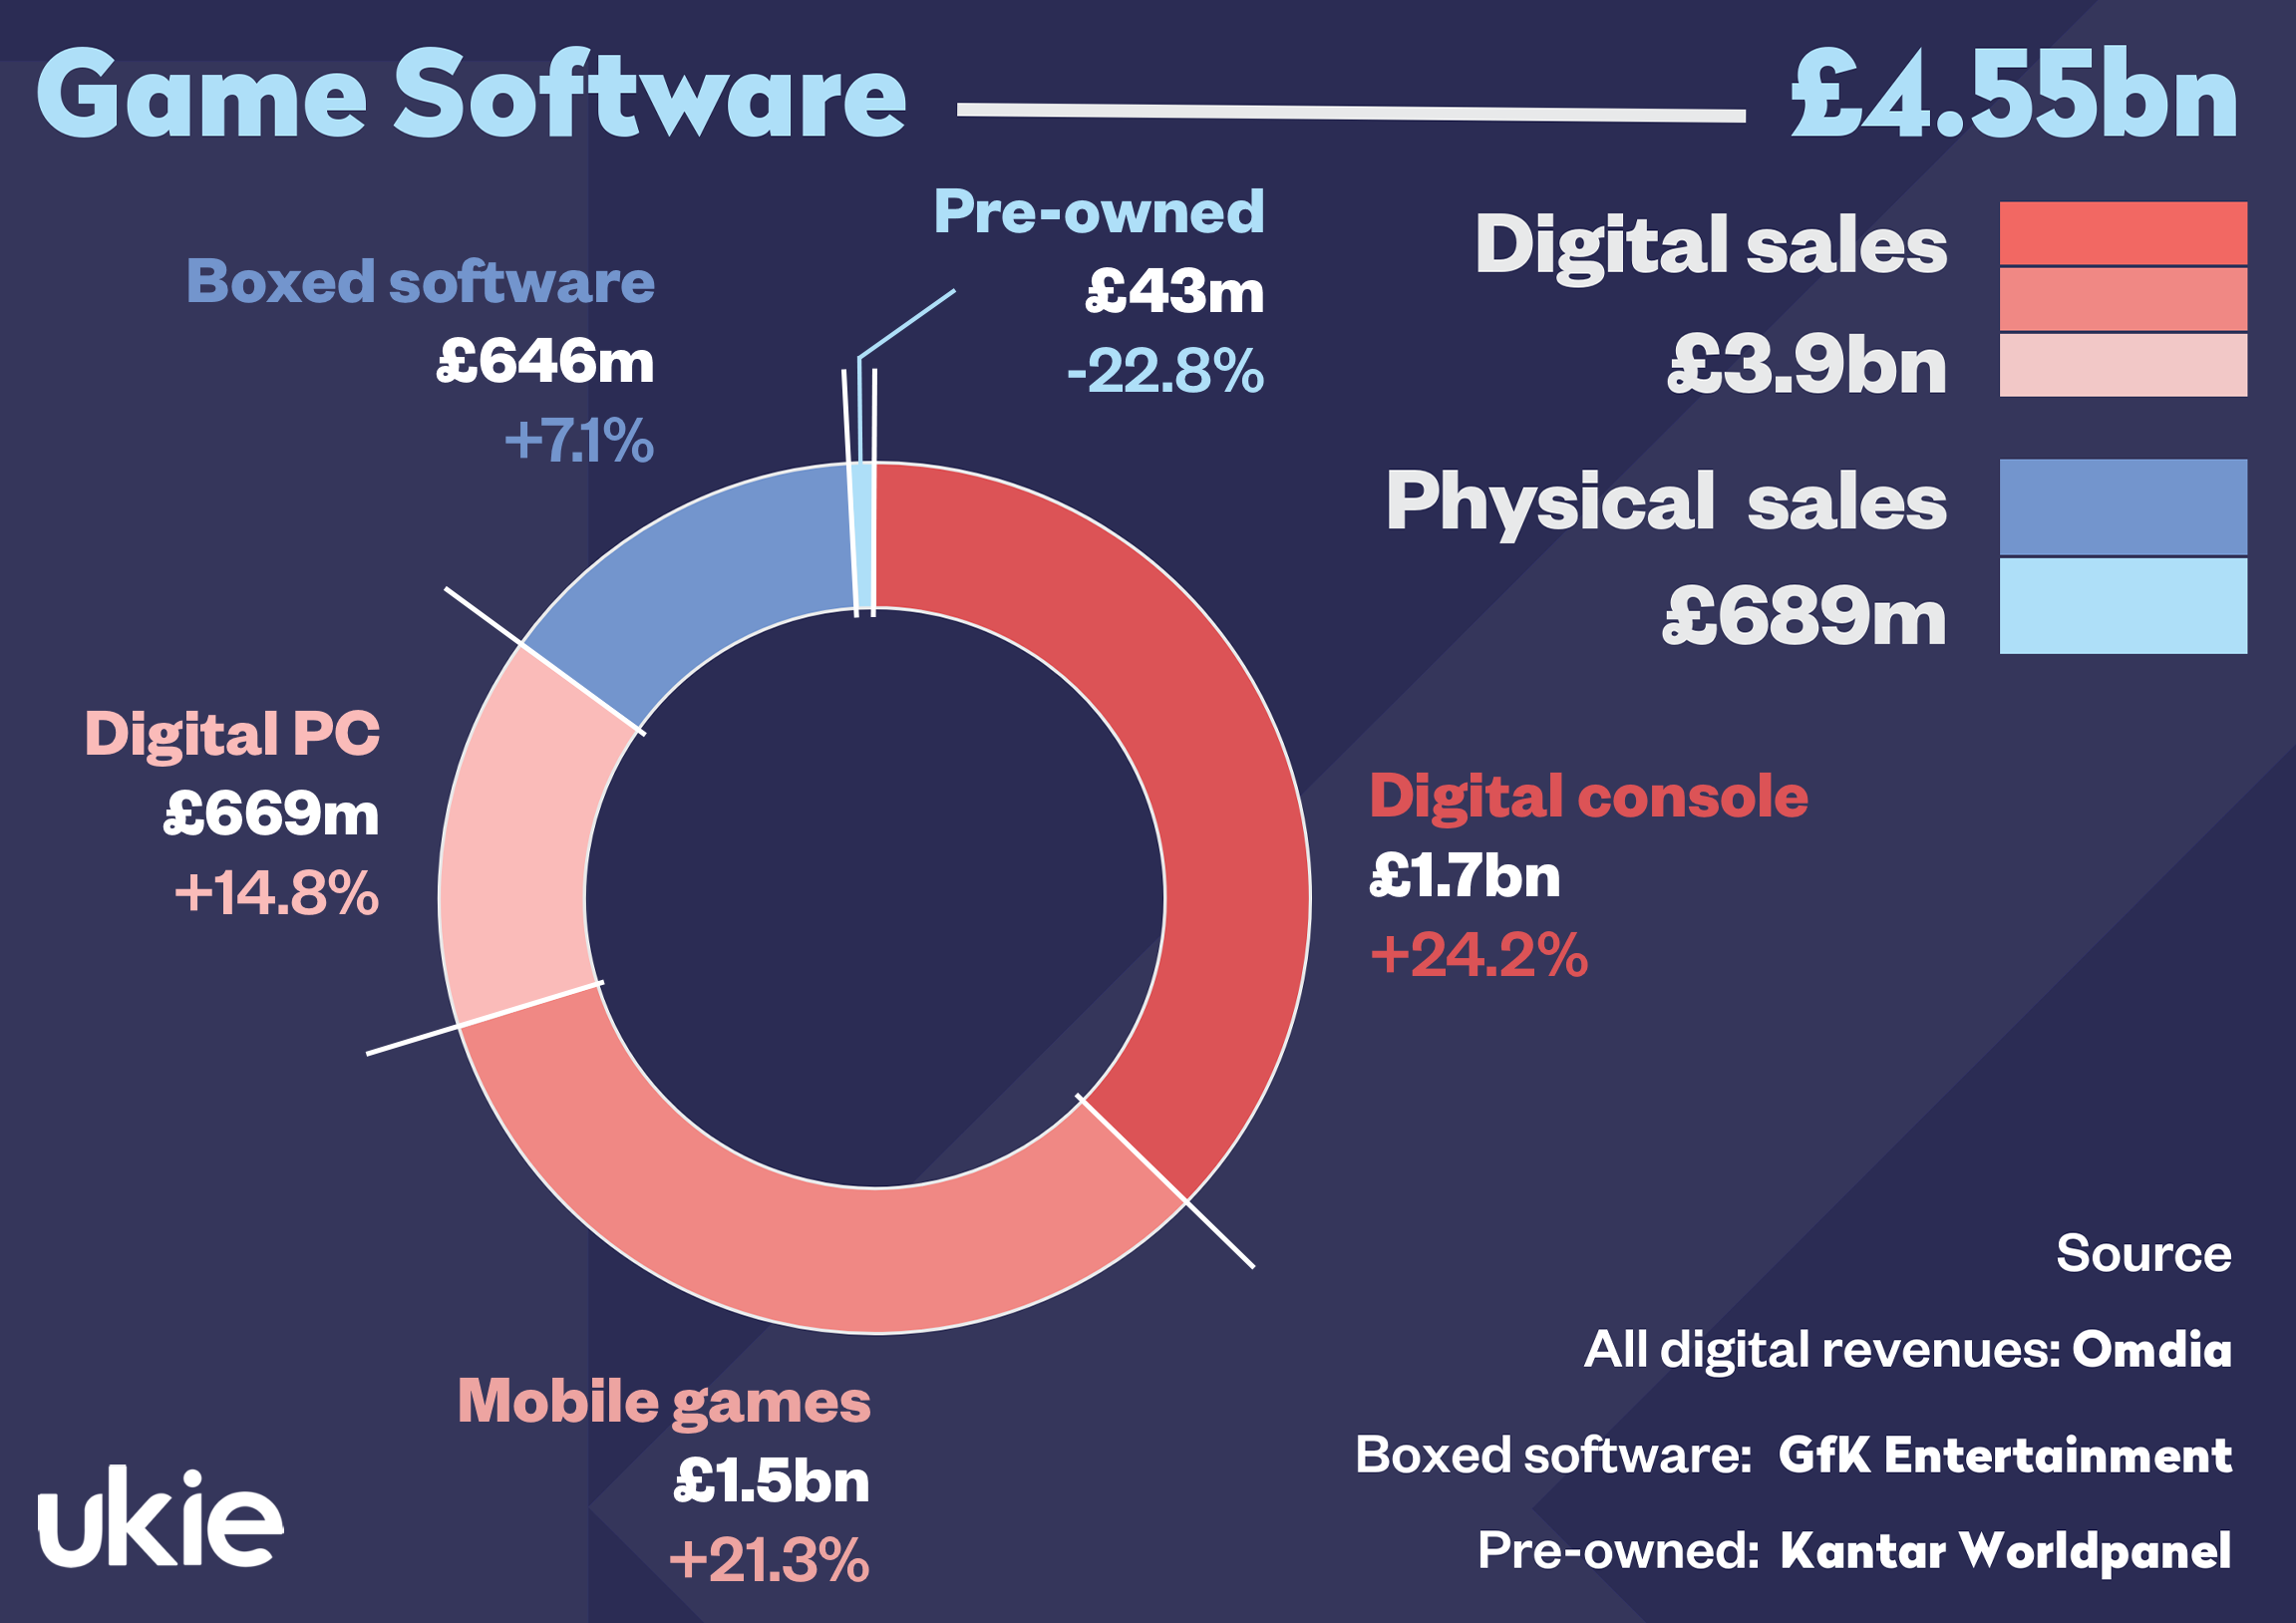 Game Software
£4.55bn
Pre-owned
£43m
-22.8%
Boxed software
£646m
+7.1%
Digital sales
£3.9bn
Physical sales
£689m
Digital PC
£669m
+14.8%
Digital console
£1.7bn
+24.2%
Mobile games
£1.5bn
+21.3%
Source
All digital revenues: Omdia
Boxed software: GfK Entertainment
Pre-owned: Kantar Worldpanel
ukie